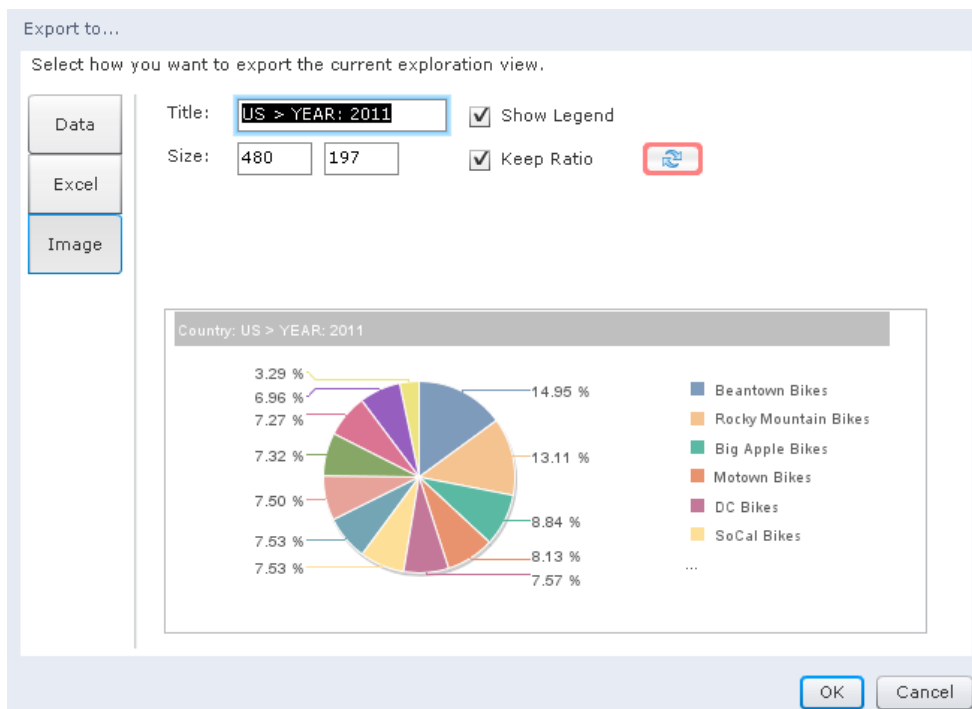 Export to...
Select how you want to export the current exploration view.
Data
Excel
Image
Title: US > YEAR: 2011 Show Legend
Size: 480 197 Keep Ratio
Country: US > YEAR: 2011
3.29 %
6.96 %
7.27 %
7.32 %
7.50 %
7.53 %
7.53 %
14.95 %
13.11 %
8.84 %
8.13 %
7.57 %
Beantown Bikes
Rocky Mountain Bikes
Big Apple Bikes
Motown Bikes
DC Bikes
SoCal Bikes
...
OK Cancel